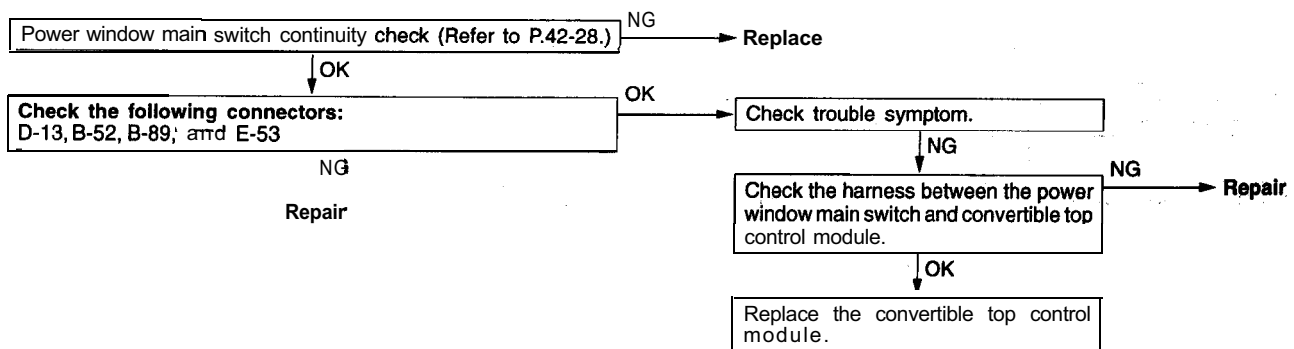 NG
Power window main switch continuity check (Refer to P.42-28.)
Replace
OK
Check the following connectors:
D-13, B-52, B-89, and E-53
OK
Check trouble symptom.
NG
Repair
NG
Check the harness between the power
window main switch and convertible top
control module.
NG
Repair
OK
Replace the convertible top control
module.